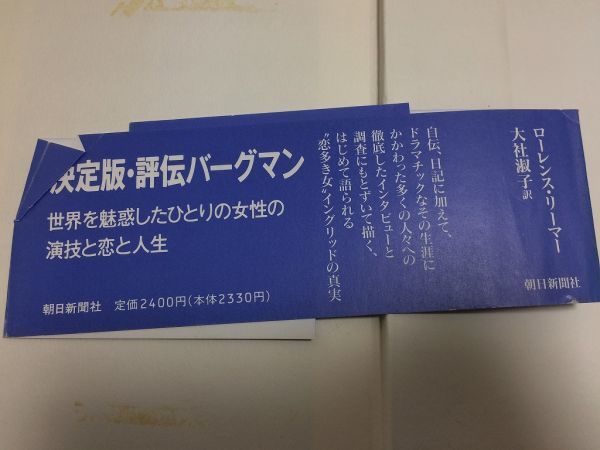 決定版・評伝バーグマン
世界を魅惑したひとりの女性の
演技と恋と人生
朝日新聞社 定価2400円(本体2330円)
自伝、日記に加えて、
ドラマチックなその生涯に
かかわった多くの人々への
徹底したインタビューと
調査にもとずいて描く、
はじめて語られる
“恋多き女”イングリッドの真実
ローレンス・リーマー
大社淑子 訳
朝日新聞社